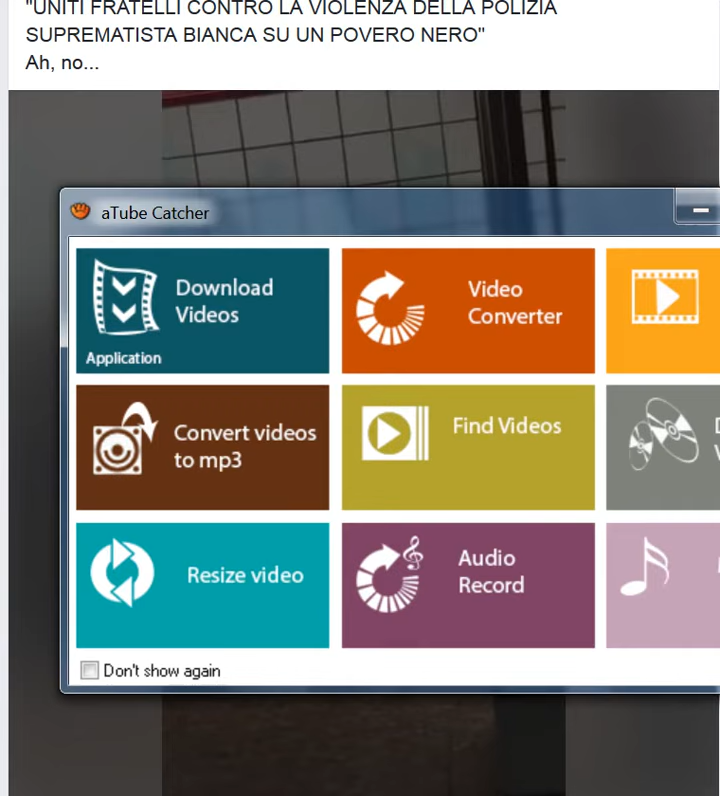 "UNITI FRATELLI CONTRO LA VIOLENZA DELLA POLIZIA
SUPREMATISTA BIANCA SU UN POVERO NERO"
Ah, no...
aTube Catcher
Download
Videos
Application
Video
Converter
Convert videos
to mp3
Find Videos
Resize video
Audio
Record
Don't show again